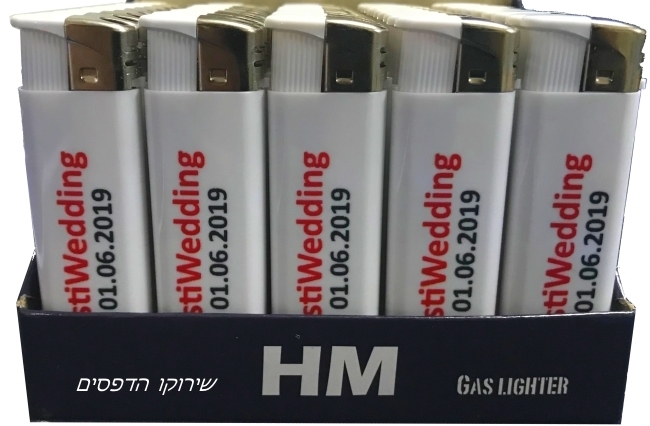 stiWedding
01.06.2019
stiWedding
01.06.2019
stiWedding
01.06.2019
stiWedding
01.06.2019
stiWedding
01.06.2019
שירוקו הדפסים
HM
GAS LIGHTER